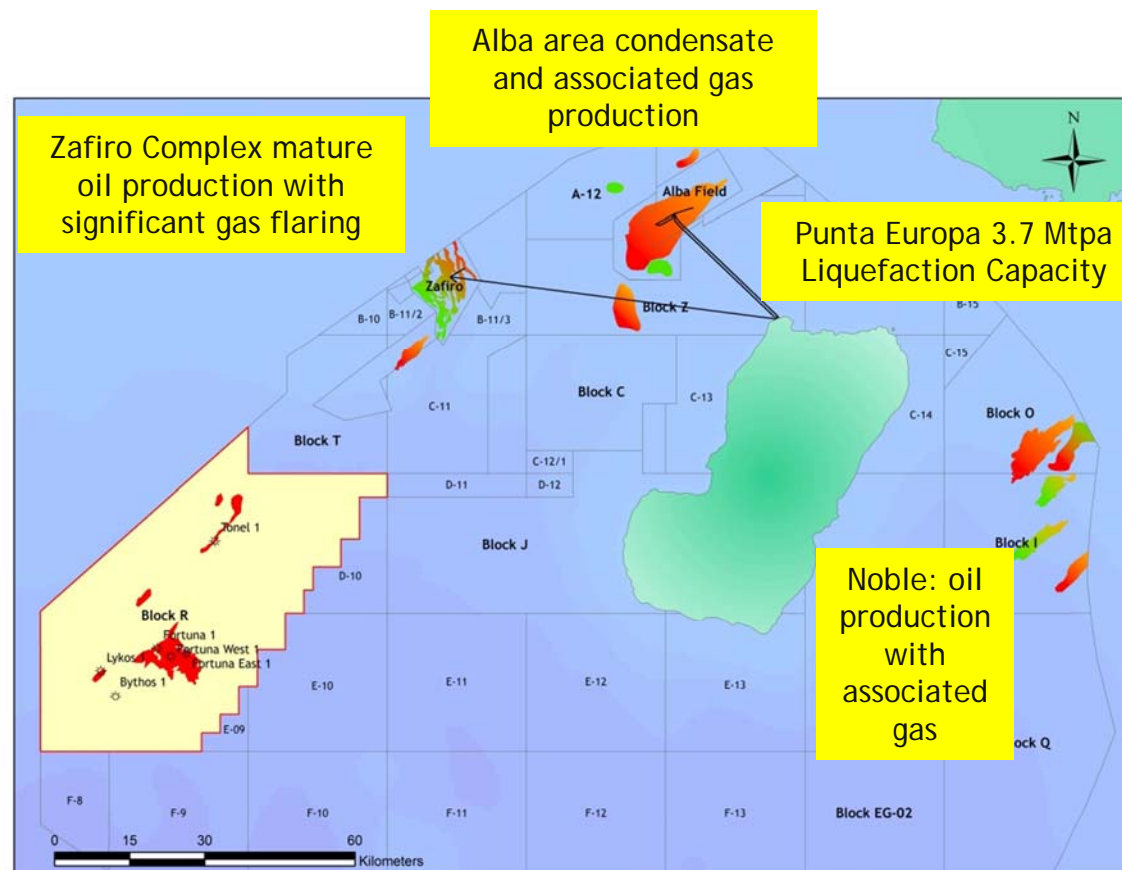 Alba area condensate
and associated gas
production
Zafiro Complex mature
oil production with
significant gas flaring
N
A-12
Alba Field
Punta Europa 3.7 Mtpa
Liquefaction Capacity
Zafiro
Block Z
B-10
B-11/2
B-11/3
B-15
C-15
Block C
C-13
C-11
C-14
Block O
Block T
C-12/1
D-11
D-12
Tonel 1
Block J
Block I
D-10
Noble: oil
production
with
associated
gas
Block R
Fortuna 1
Fortuna West 1
Lykos 1
Fortuna East 1
Bythos 1
E-10
E-11
E-12
E-13
E-09
Block Q
F-8
F-9
F-10
F-11
F-12
F-13
Block EG-02
0 15 30 60
Kilometers